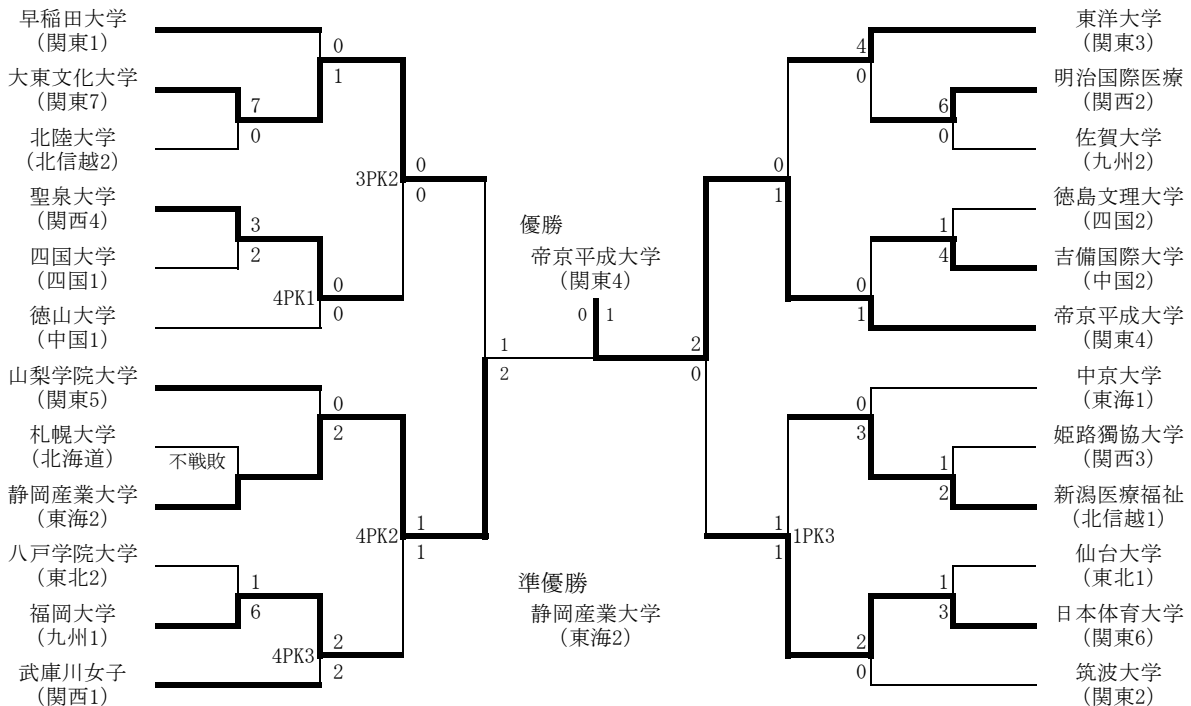 早稲田大学
(関東1)
大東文化大学
(関東7)
北陸大学
(北信越2)
聖泉大学
(関西4)
四国大学
(四国1)
徳山大学
(中国1)
山梨学院大学
(関東5)
札幌大学
(北海道)
静岡産業大学
(東海2)
八戸学院大学
(東北2)
福岡大学
(九州1)
武庫川女子
(関西1)
7
0
3
2
不戦敗
1
6
0
1
4PK1
0
0
0
2
4PK3
2
2
3PK2
0
0
4PK2
1
1
1
2
優勝
帝京平成大学
(関東4)
0
1
準優勝
静岡産業大学
(東海2)
2
0
0
1
1
1PK3
1
4
0
0
1
0
3
2
0
6
0
1
4
1
2
1
3
東洋大学
(関東3)
明治国際医療
(関西2)
佐賀大学
(九州2)
徳島文理大学
(四国2)
吉備国際大学
(中国2)
帝京平成大学
(関東4)
中京大学
(東海1)
姫路獨協大学
(関西3)
新潟医療福祉
(北信越1)
仙台大学
(東北1)
日本体育大学
(関東6)
筑波大学
(関東2)